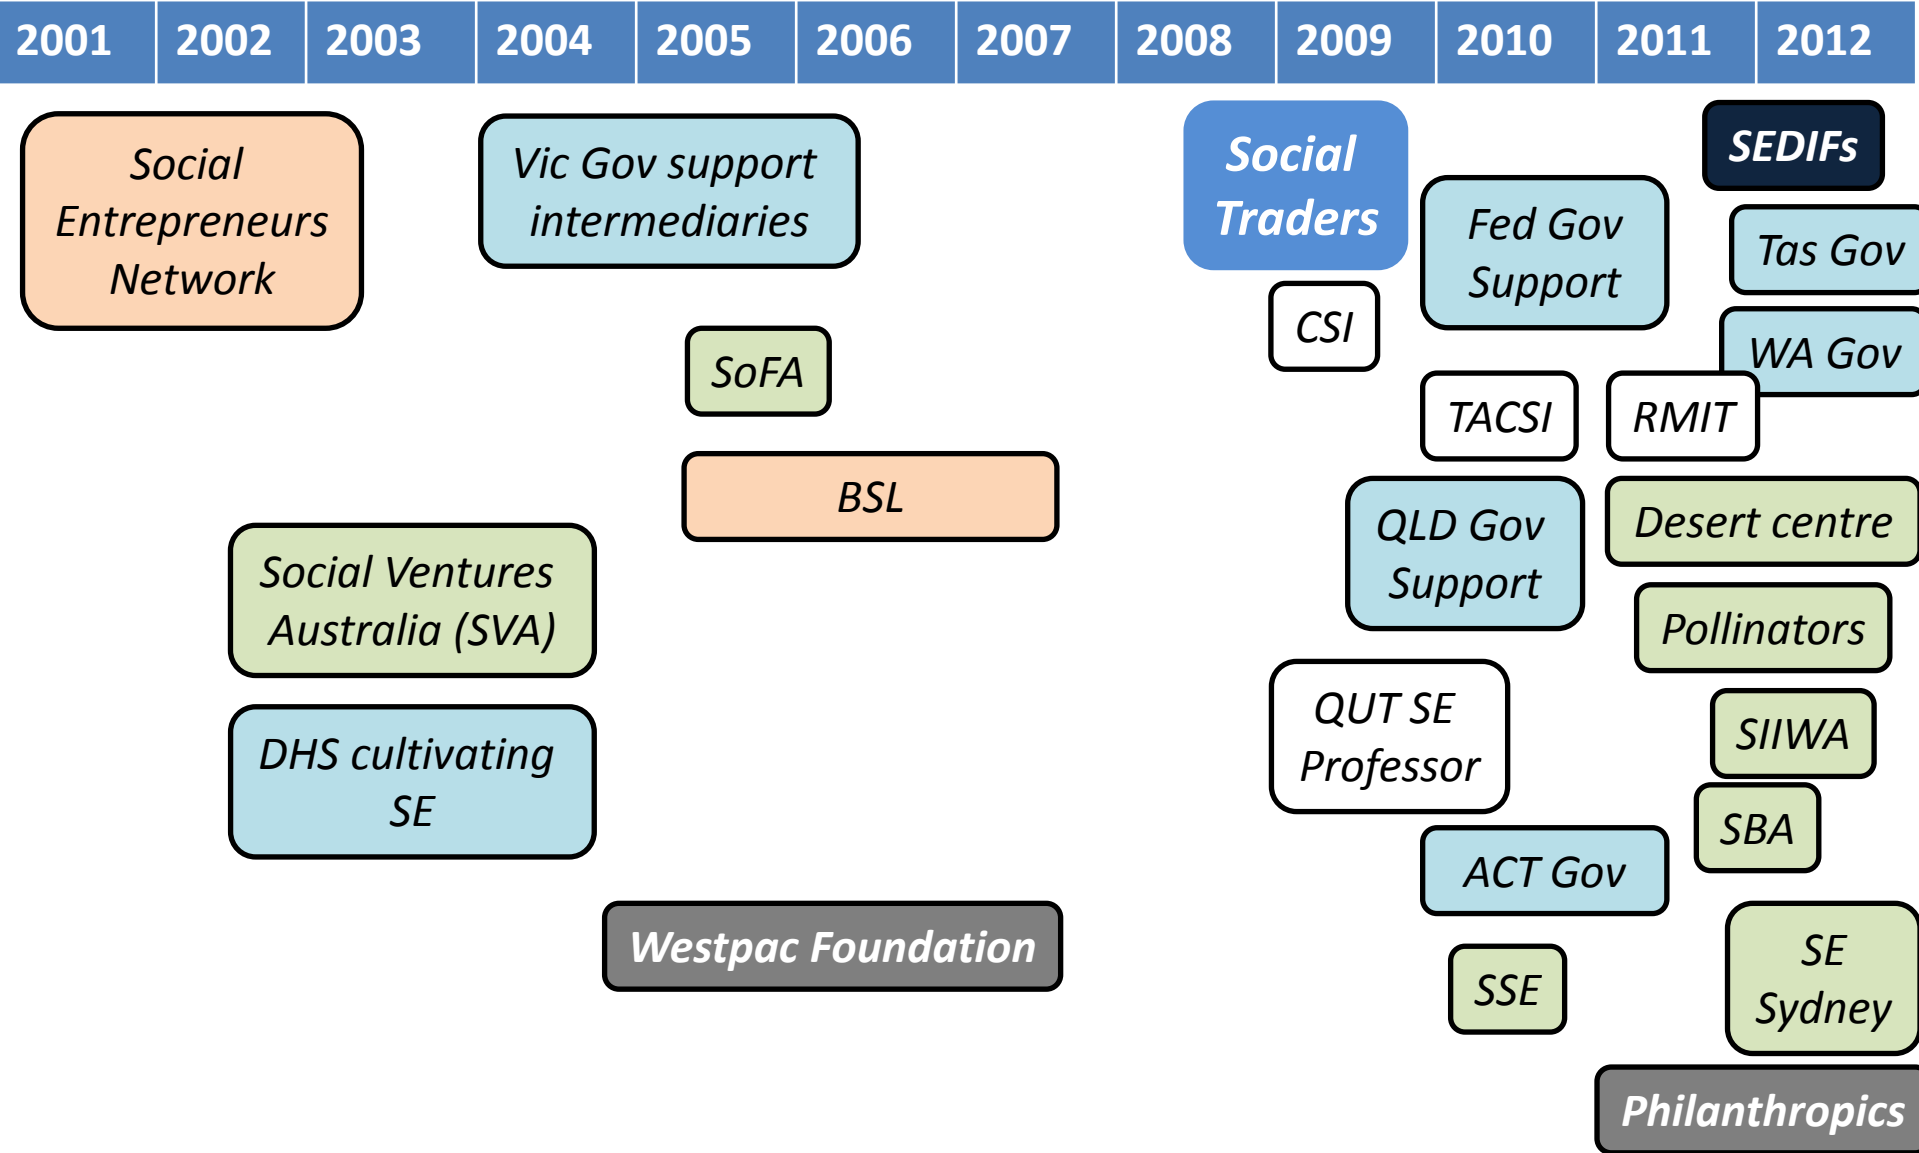 2001 2002 2003 2004 2005 2006 2007 2008 2009 2010 2011 2012
Social
Entrepreneurs
Network
Vic Gov support
intermediaries
Social
Traders
SEDIFs
Fed Gov
Support
Tas Gov
CSI
WA Gov
SoFA
TACSI
RMIT
BSL
QLD Gov
Support
Desert centre
Social Ventures
Australia (SVA)
Pollinators
DHS cultivating
SE
QUT SE
Professor
SIIWA
SBA
ACT Gov
Westpac Foundation
SSE
SE
Sydney
Philanthropics